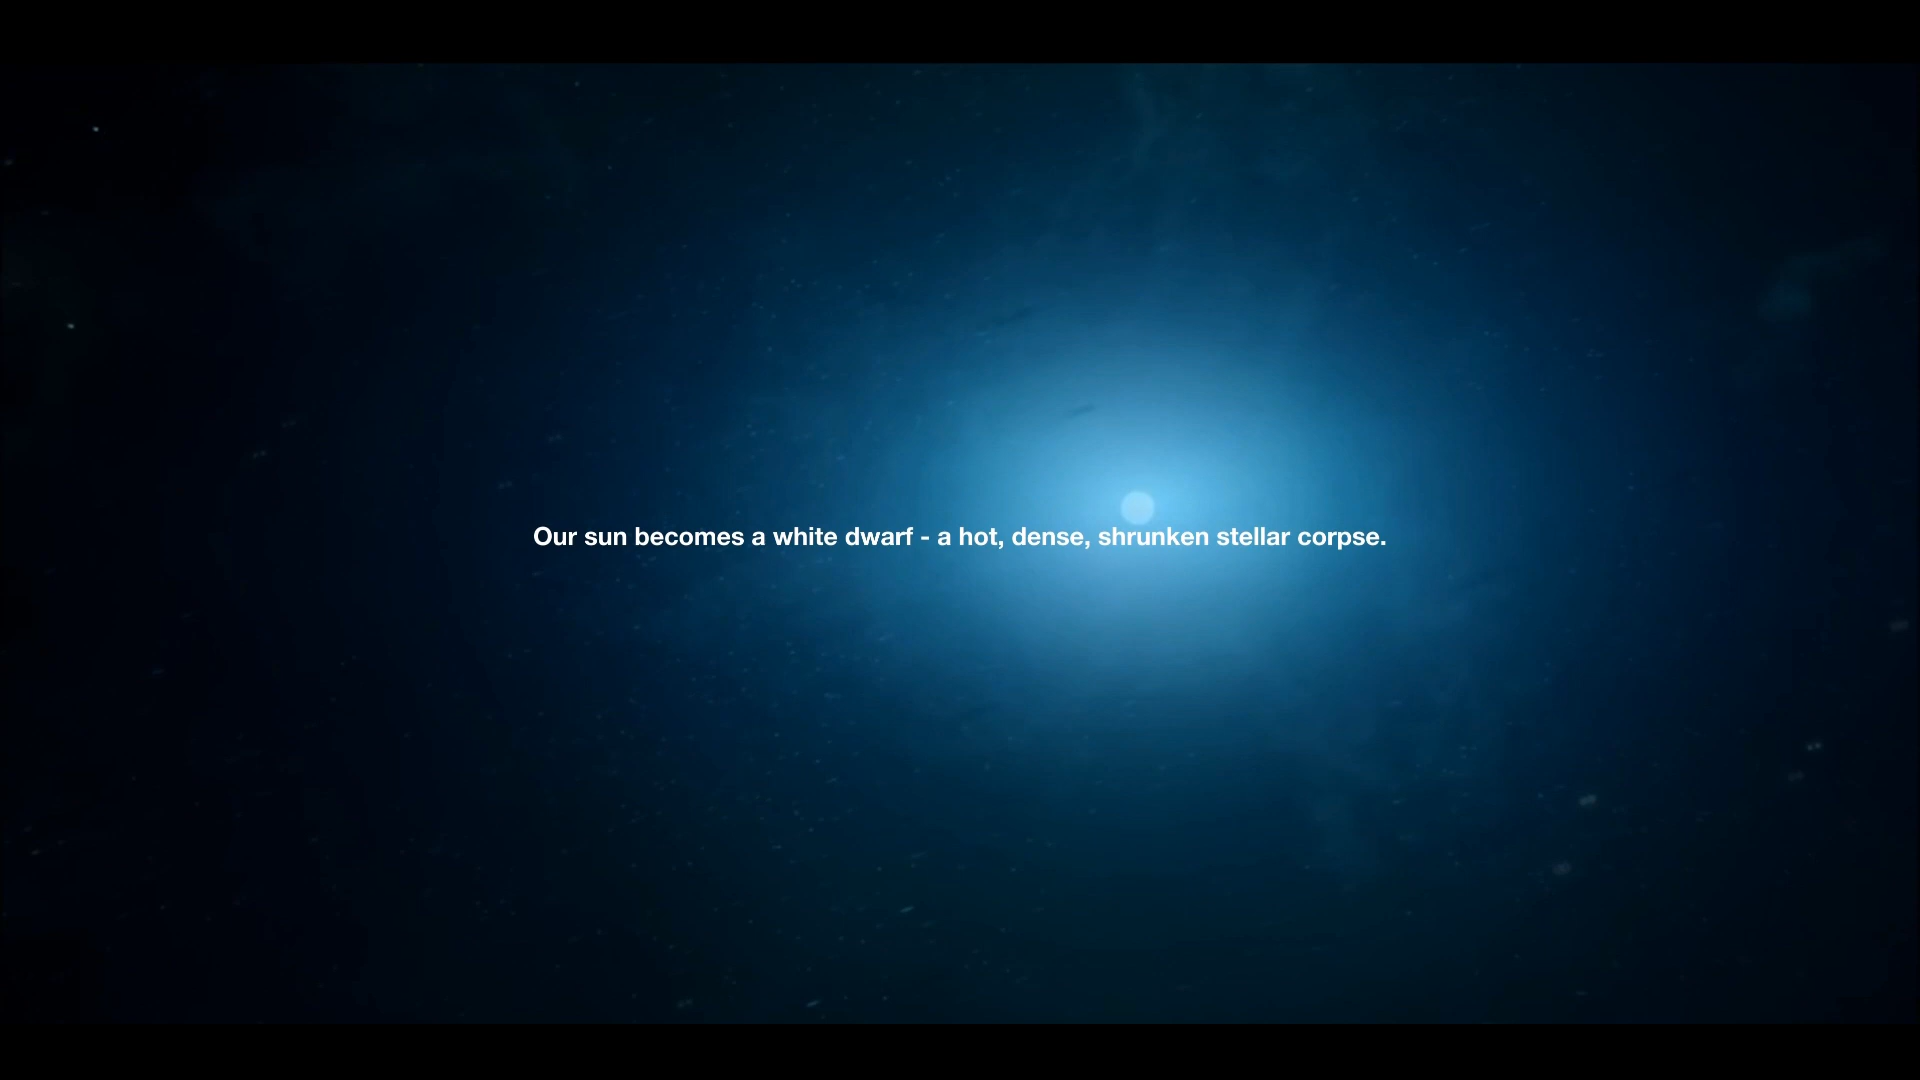 Our sun becomes a white dwarf - a hot, dense, shrunken stellar corpse.